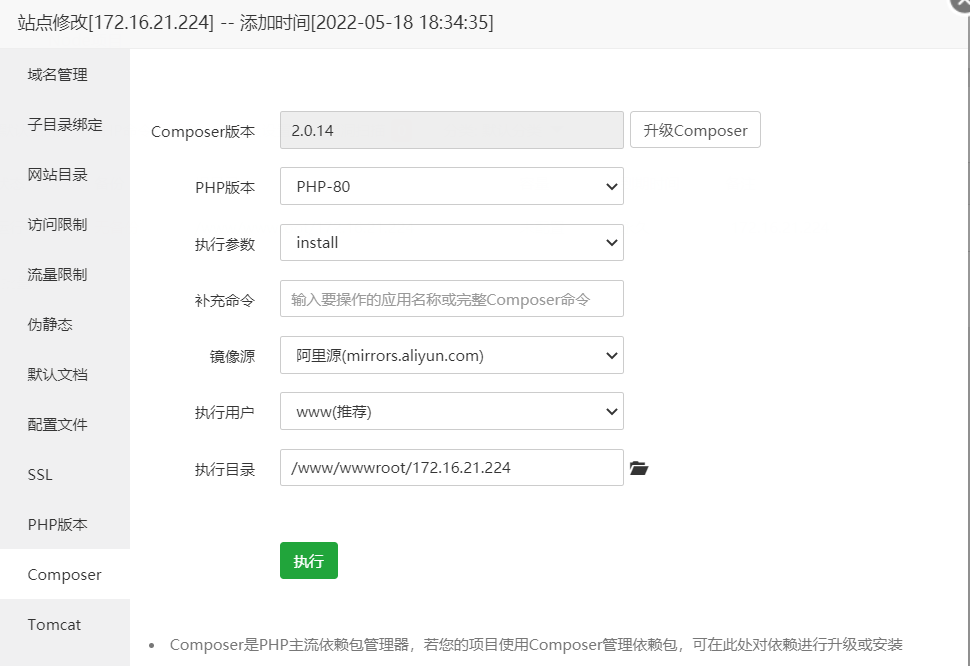 站点修改[172.16.21.224] -- 添加时间[2022-05-18 18:34:35]
域名管理
子目录绑定
网站目录
访问限制
流量限制
伪静态
默认文档
配置文件
SSL
PHP版本
Composer
Tomcat
Composer版本 2.0.14 升级Composer
PHP版本 PHP-80
执行参数 install
补充命令 输入要操作的应用名称或完整Composer命令
镜像源 阿里源(mirrors.aliyun.com)
执行用户 www(推荐)
执行目录 /www/wwwroot/172.16.21.224
执行
Composer是PHP主流依赖包管理器，若您的项目使用Composer管理依赖包，可在此处对依赖进行升级或安装